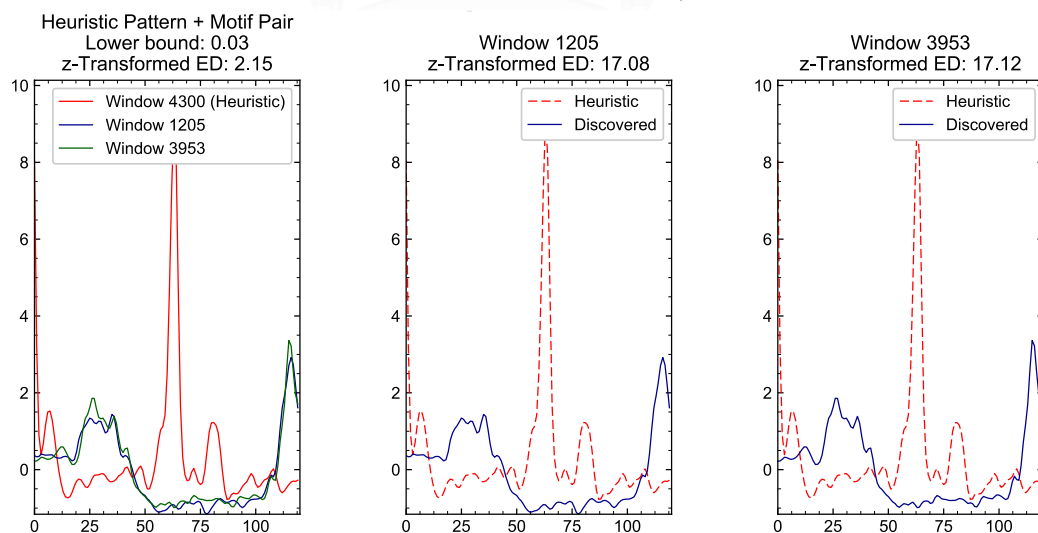 Heuristic Pattern + Motif Pair
Lower bound: 0.03
z-Transformed ED: 2.15
Window 4300 (Heuristic)
Window 1205
Window 3953
10
8
6
4
2
0
0
25
50
75
100
Window 1205
z-Transformed ED: 17.08
Heuristic
Discovered
10
8
6
4
2
0
0
25
50
75
100
Window 3953
z-Transformed ED: 17.12
Heuristic
Discovered
10
8
6
4
2
0
0
25
50
75
100